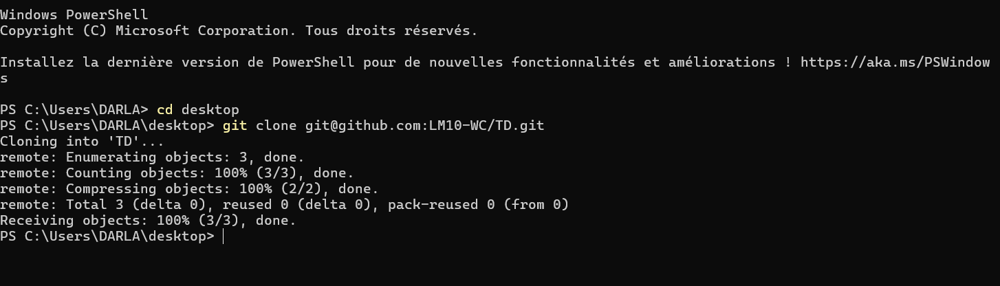 Windows PowerShell
Copyright (C) Microsoft Corporation. Tous droits réservés.
Installez la dernière version de PowerShell pour de nouvelles fonctionnalités et améliorations ! https://aka.ms/PSWindow
s
PS C:\Users\DARLA> cd desktop
PS C:\Users\DARLA\desktop> git clone git@github.com:LM10-WC/TD.git
Cloning into 'TD'...
remote: Enumerating objects: 3, done.
remote: Counting objects: 100% (3/3), done.
remote: Compressing objects: 100% (2/2), done.
remote: Total 3 (delta 0), reused 0 (delta 0), pack-reused 0 (from 0)
Receiving objects: 100% (3/3), done.
PS C:\Users\DARLA\desktop>